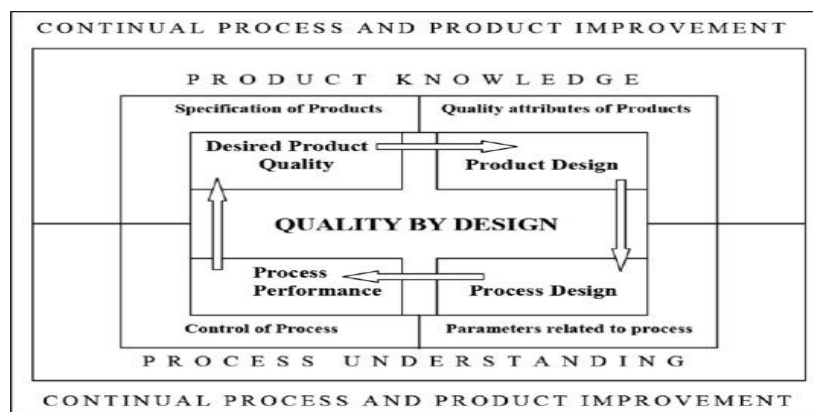 CONTINUAL PROCESS AND PRODUCT IMPROVEMENT
PRODUCT KNOWLEDGE
Specification of Products
Quality attributes of Products
Desired Product
Quality
Product Design
QUALITY BY DESIGN
Process
Performance
Process Design
Control of Process
Parameters related to process
PROCESS UNDERSTANDING
CONTINUAL PROCESS AND PRODUCT IMPROVEMENT